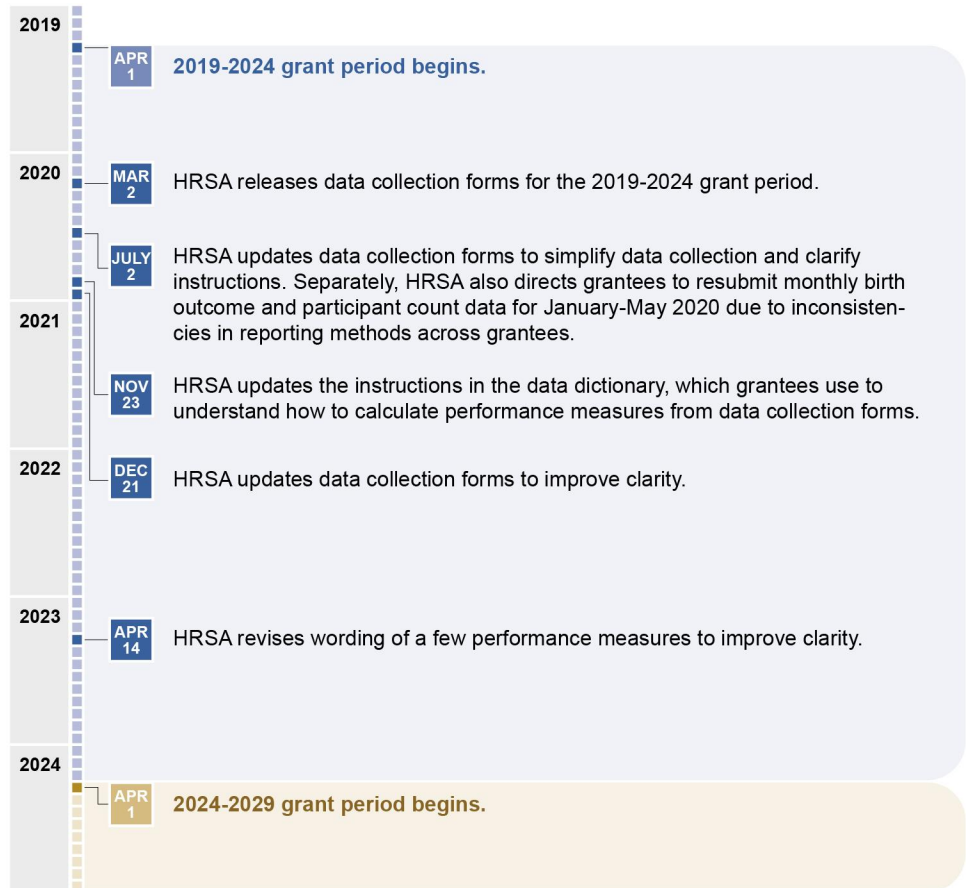 2019
APR
1
2019-2024 grant period begins.
2020
MAR
2
HRSA releases data collection forms for the 2019-2024 grant period.
JULY
2
HRSA updates data collection forms to simplify data collection and clarify
instructions. Separately, HRSA also directs grantees to resubmit monthly birth
outcome and participant count data for January-May 2020 due to inconsisten-
cies in reporting methods across grantees.
2021
NOV
23
HRSA updates the instructions in the data dictionary, which grantees use to
understand how to calculate performance measures from data collection forms.
2022
DEC
21
HRSA updates data collection forms to improve clarity.
2023
APR
14
HRSA revises wording of a few performance measures to improve clarity.
2024
APR
1
2024-2029 grant period begins.